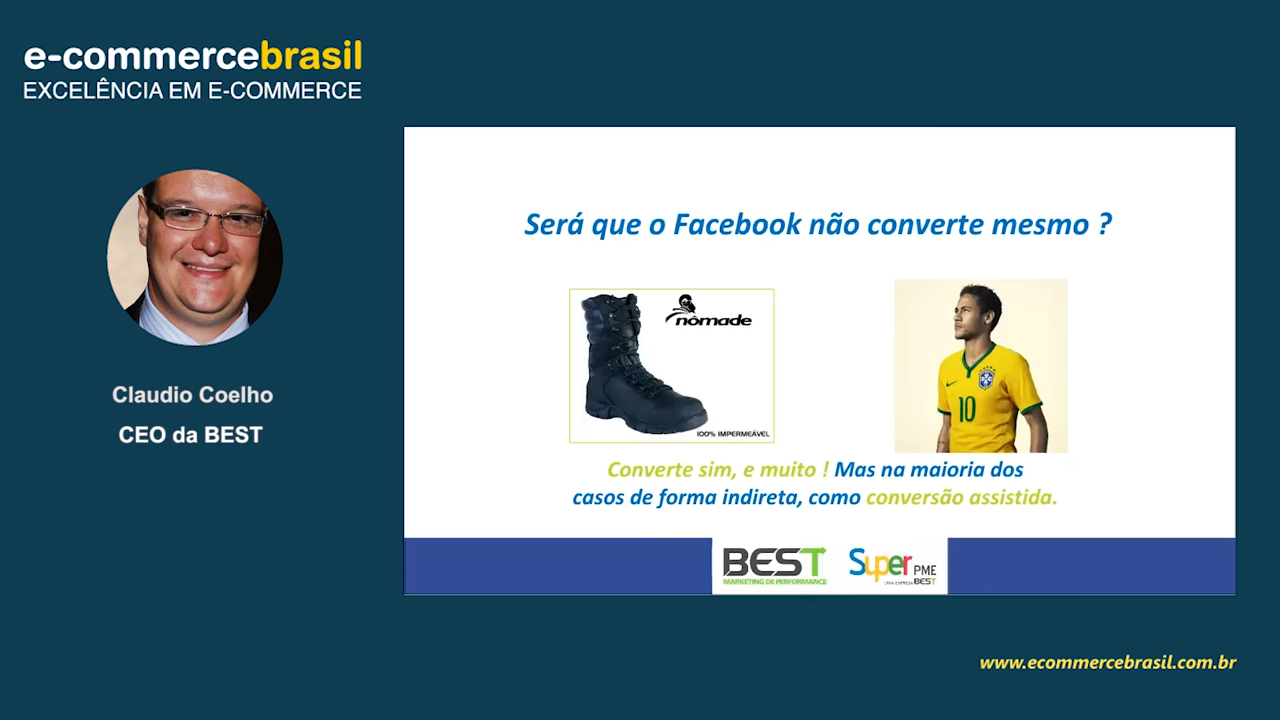 e-commercebrasil
EXCELÊNCIA EM E-COMMERCE
Claudio Coelho
CEO da BEST
Será que o Facebook não converte mesmo ?
nômade
100% IMPERMEÁVEL
10
Converte sim, e muito ! Mas na maioria dos
casos de forma indireta, como conversão assistida.
BEST
MARKETING DE PERFORMANCE
Super PME
UMA EMPRESA BEST
www.ecommercebrasil.com.br